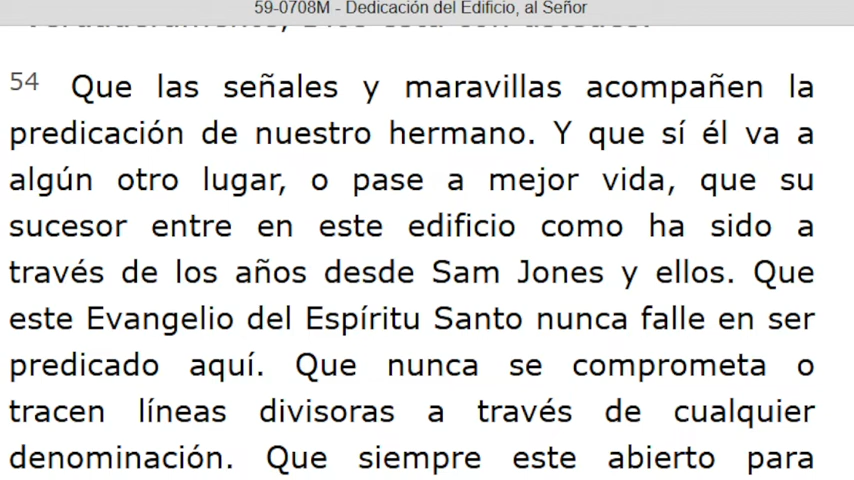 59-0708M - Dedicación del Edificio, al Señor
54 Que las señales y maravillas acompañen la
predicación de nuestro hermano. Y que sí él va a
algún otro lugar, o pase a mejor vida, que su
sucesor entre en este edificio como ha sido a
través de los años desde Sam Jones y ellos. Que
este Evangelio del Espíritu Santo nunca falle en ser
predicado aquí. Que nunca se comprometa o
tracen líneas divisoras a través de cualquier
denominación. Que siempre este abierto para